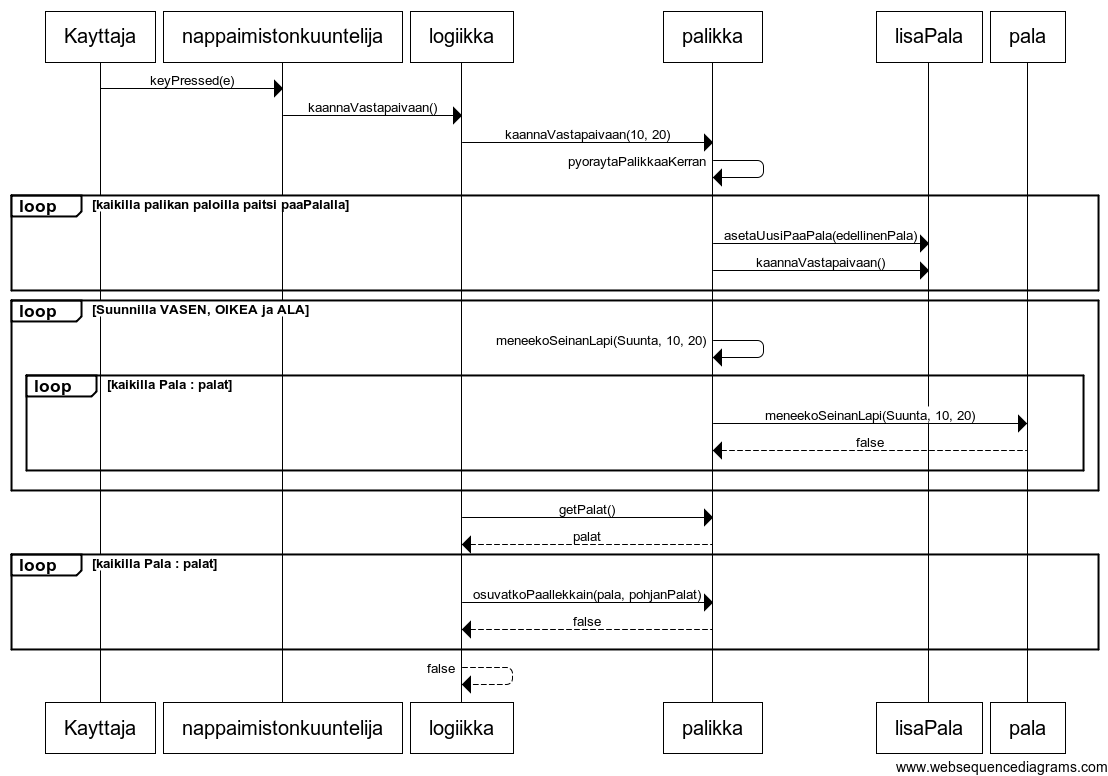 Kayttaja
nappaimistonkuuntelija
logiikka
palikka
lisaPala
pala
keyPressed(e)
kaannaVastapaivaan()
kaannaVastapaivaan(10, 20)
pyoraytaPalikkaaKerran
loop [kaikilla palikan paloilla paitsi paaPalalla]
asetaUusiPaaPala(edellinenPala)
kaannaVastapaivaan()
loop [Suunnilla VASEN, OIKEA ja ALA]
meneekoSeinanLapi(Suunta, 10, 20)
loop [kaikilla Pala : palat]
meneekoSeinanLapi(Suunta, 10, 20)
false
getPalat()
palat
loop [kaikilla Pala : palat]
osuvatkoPaallekkain(pala, pohjanPalat)
false
false
Kayttaja
nappaimistonkuuntelija
logiikka
palikka
lisaPala
pala
www.websequencediagrams.com